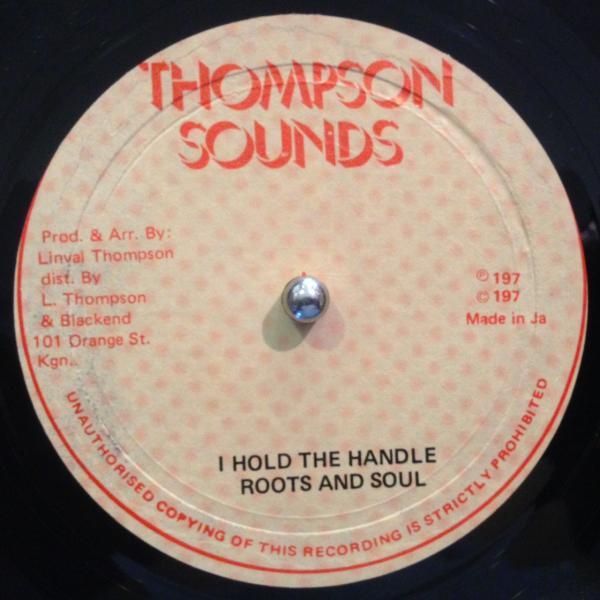 THOMPSON
SOUNDS
Prod. & Arr. By:
Linval Thompson
dist. By
L. Thompson
& Blackend
101 Orange St.
Kgn..
℗ 197
© 197
Made in Ja
I HOLD THE HANDLE
ROOTS AND SOUL
UNAUTHORISED COPYING OF THIS RECORDING IS STRICTLY PROHIBITED